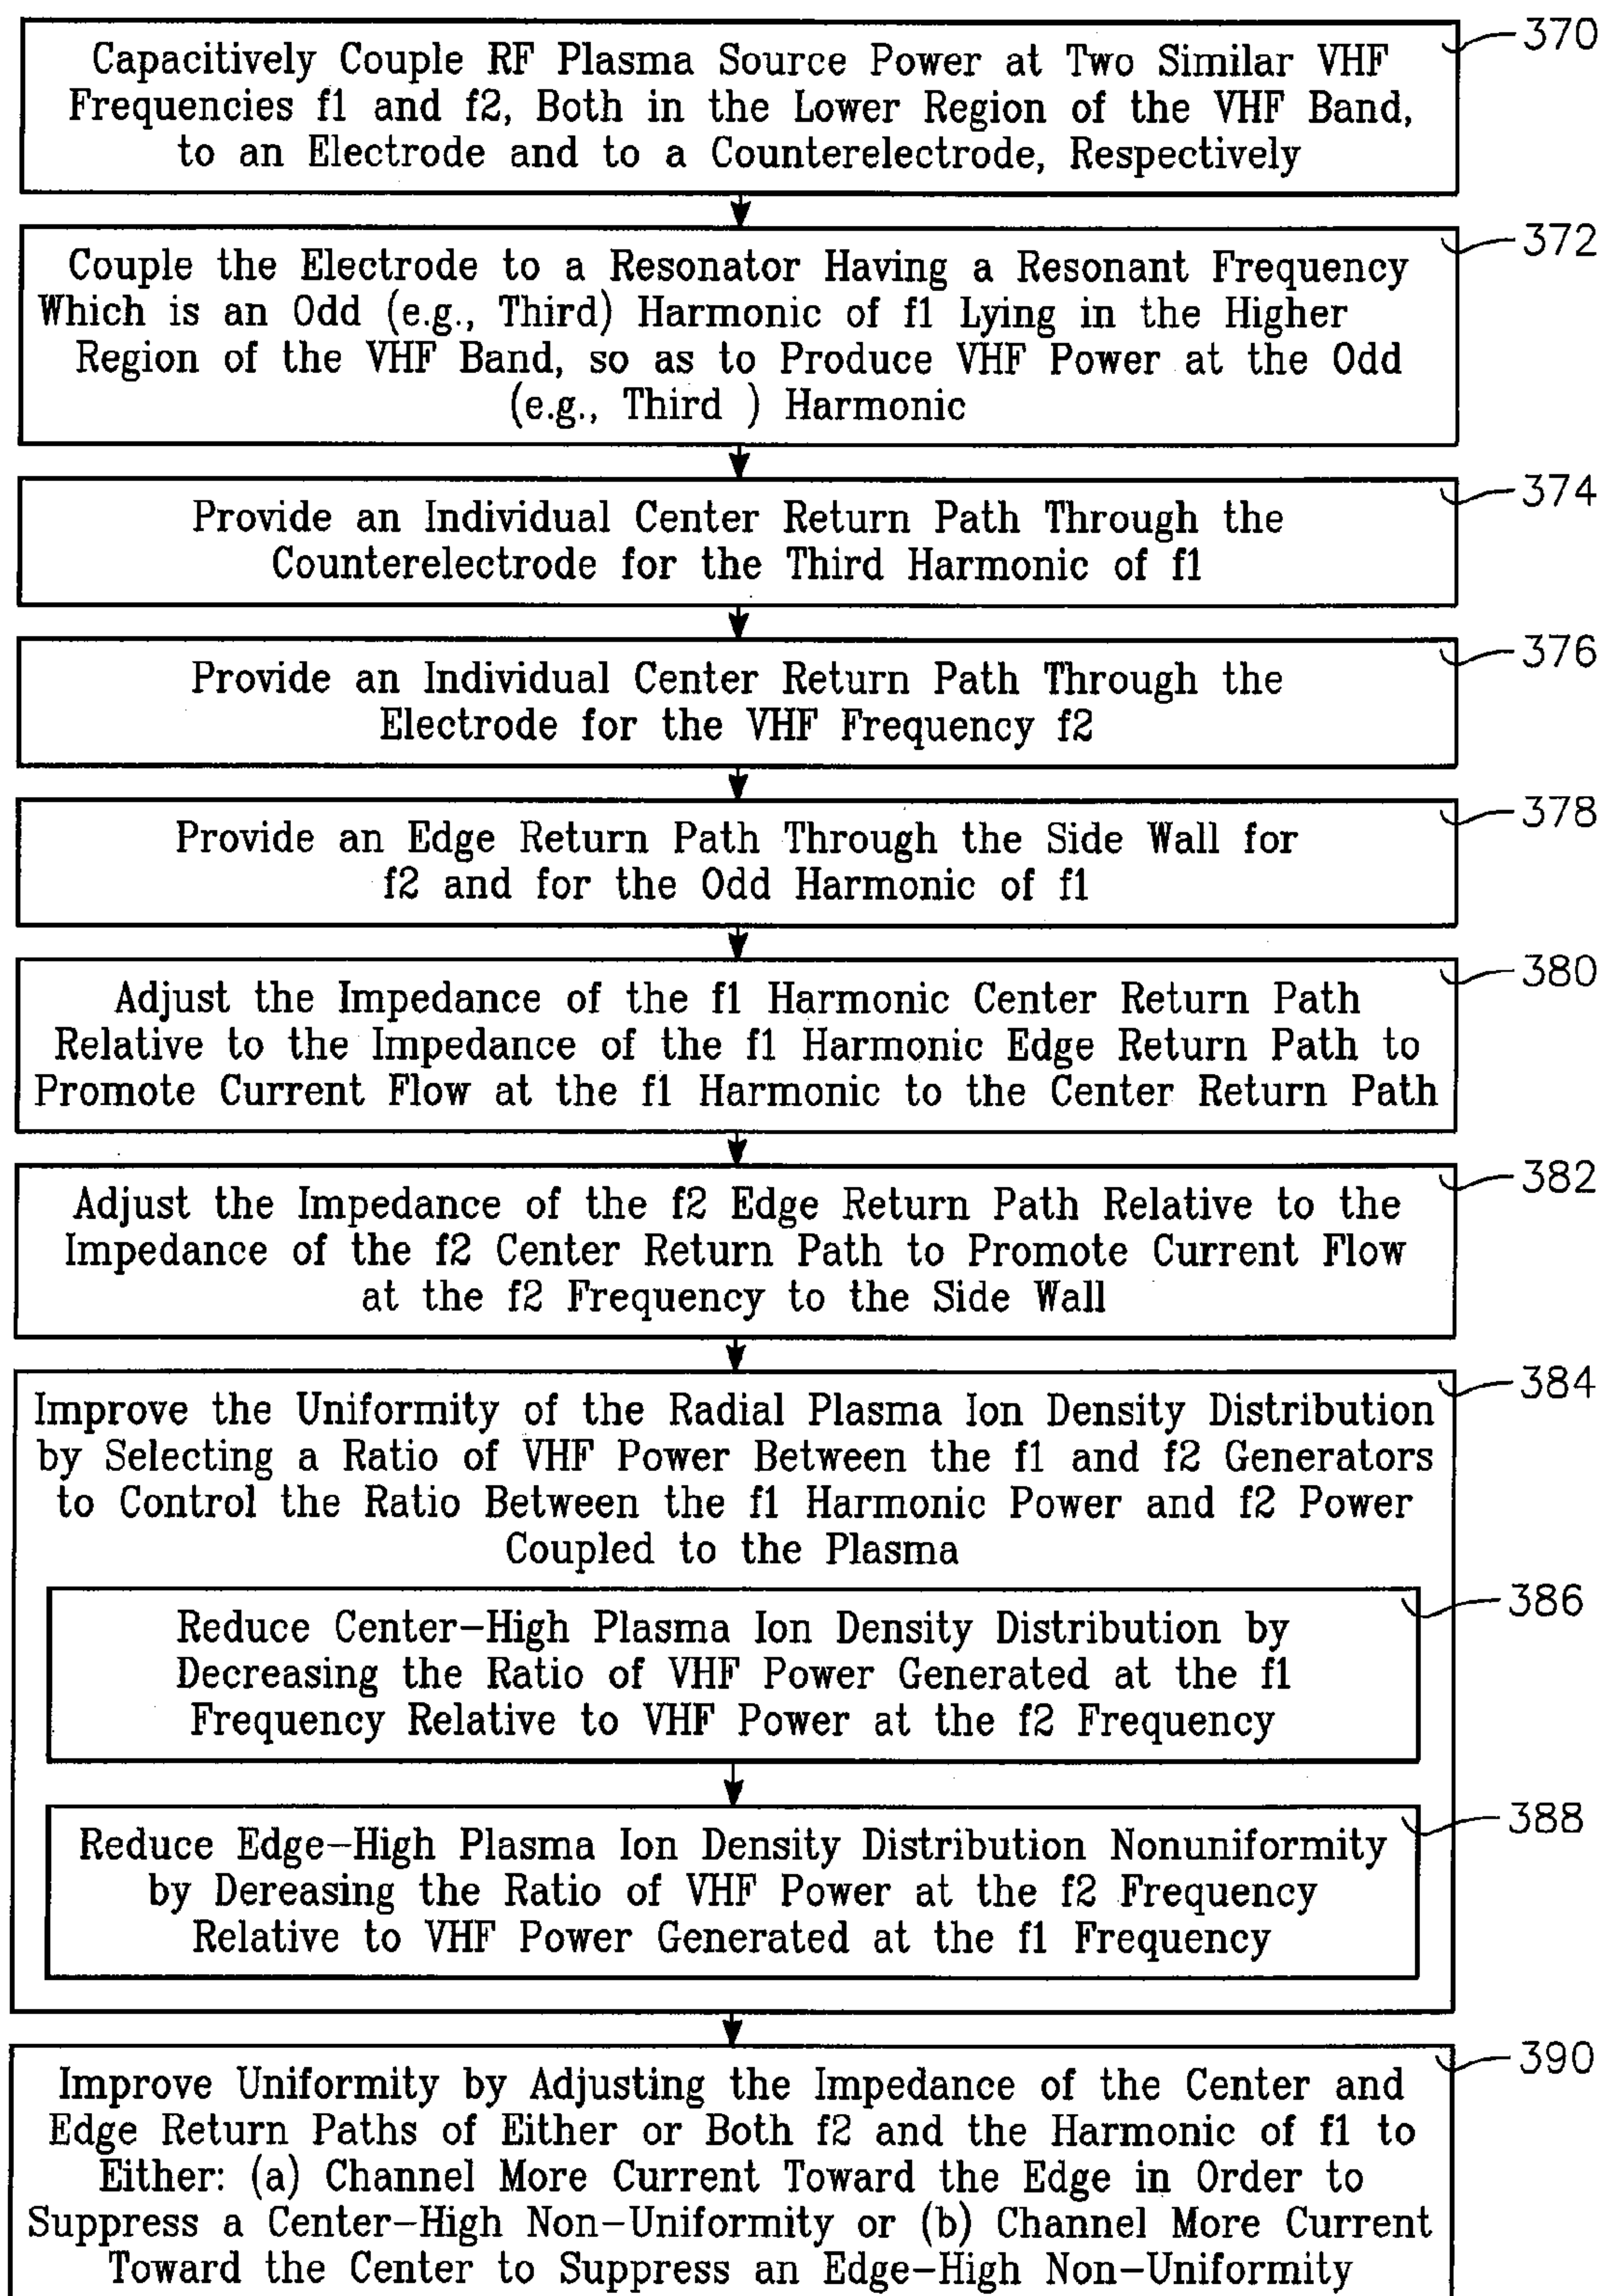 370
Capacitively Couple RF Plasma Source Power at Two Similar VHF
Frequencies f1 and f2, Both in the Lower Region of the VHF Band,
to an Electrode and to a Counterelectrode, Respectively
372
Couple the Electrode to a Resonator Having a Resonant Frequency
Which is an Odd (e.g., Third) Harmonic of f1 Lying in the Higher
Region of the VHF Band, so as to Produce VHF Power at the Odd
(e.g., Third ) Harmonic
374
Provide an Individual Center Return Path Through the
Counterelectrode for the Third Harmonic of f1
376
Provide an Individual Center Return Path Through the
Electrode for the VHF Frequency f2
378
Provide an Edge Return Path Through the Side Wall for
f2 and for the Odd Harmonic of f1
380
Adjust the Impedance of the f1 Harmonic Center Return Path
Relative to the Impedance of the f1 Harmonic Edge Return Path to
Promote Current Flow at the f1 Harmonic to the Center Return Path
382
Adjust the Impedance of the f2 Edge Return Path Relative to the
Impedance of the f2 Center Return Path to Promote Current Flow
at the f2 Frequency to the Side Wall
384
Improve the Uniformity of the Radial Plasma Ion Density Distribution
by Selecting a Ratio of VHF Power Between the f1 and f2 Generators
to Control the Ratio Between the f1 Harmonic Power and f2 Power
Coupled to the Plasma
386
Reduce Center-High Plasma Ion Density Distribution by
Decreasing the Ratio of VHF Power Generated at the f1
Frequency Relative to VHF Power at the f2 Frequency
388
Reduce Edge-High Plasma Ion Density Distribution Nonuniformity
by Dereasing the Ratio of VHF Power at the f2 Frequency
Relative to VHF Power Generated at the f1 Frequency
390
Improve Uniformity by Adjusting the Impedance of the Center and
Edge Return Paths of Either or Both f2 and the Harmonic of f1 to
Either: (a) Channel More Current Toward the Edge in Order to
Suppress a Center-High Non-Uniformity or (b) Channel More Current
Toward the Center to Suppress an Edge-High Non-Uniformity